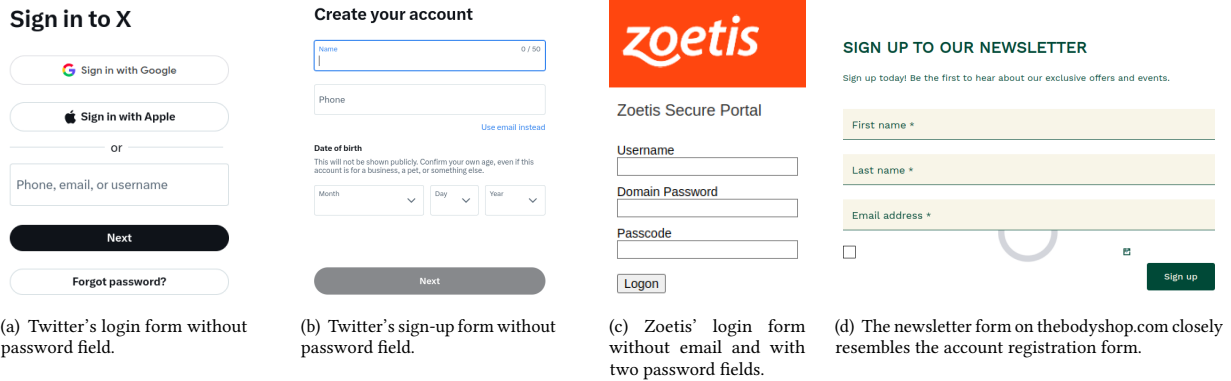 Sign in to X
Sign in with Google
Sign in with Apple
or
Phone, email, or username
Next
Forgot password?
(a) Twitter's login form without
password field.
Create your account
Name
0 / 50
Phone
Use email instead
Date of birth
This will not be shown publicly. Confirm your own age, even if this
account is for a business, a pet, or something else.
Month
Day
Year
Next
(b) Twitter's sign-up form without
password field.
zoetis
Zoetis Secure Portal
Username
Domain Password
Passcode
Logon
(c) Zoetis' login form
without email and with
two password fields.
SIGN UP TO OUR NEWSLETTER
Sign up today! Be the first to hear about our exclusive offers and events.
First name *
Last name *
Email address *
Sign up
(d) The newsletter form on thebodyshop.com closely
resembles the account registration form.